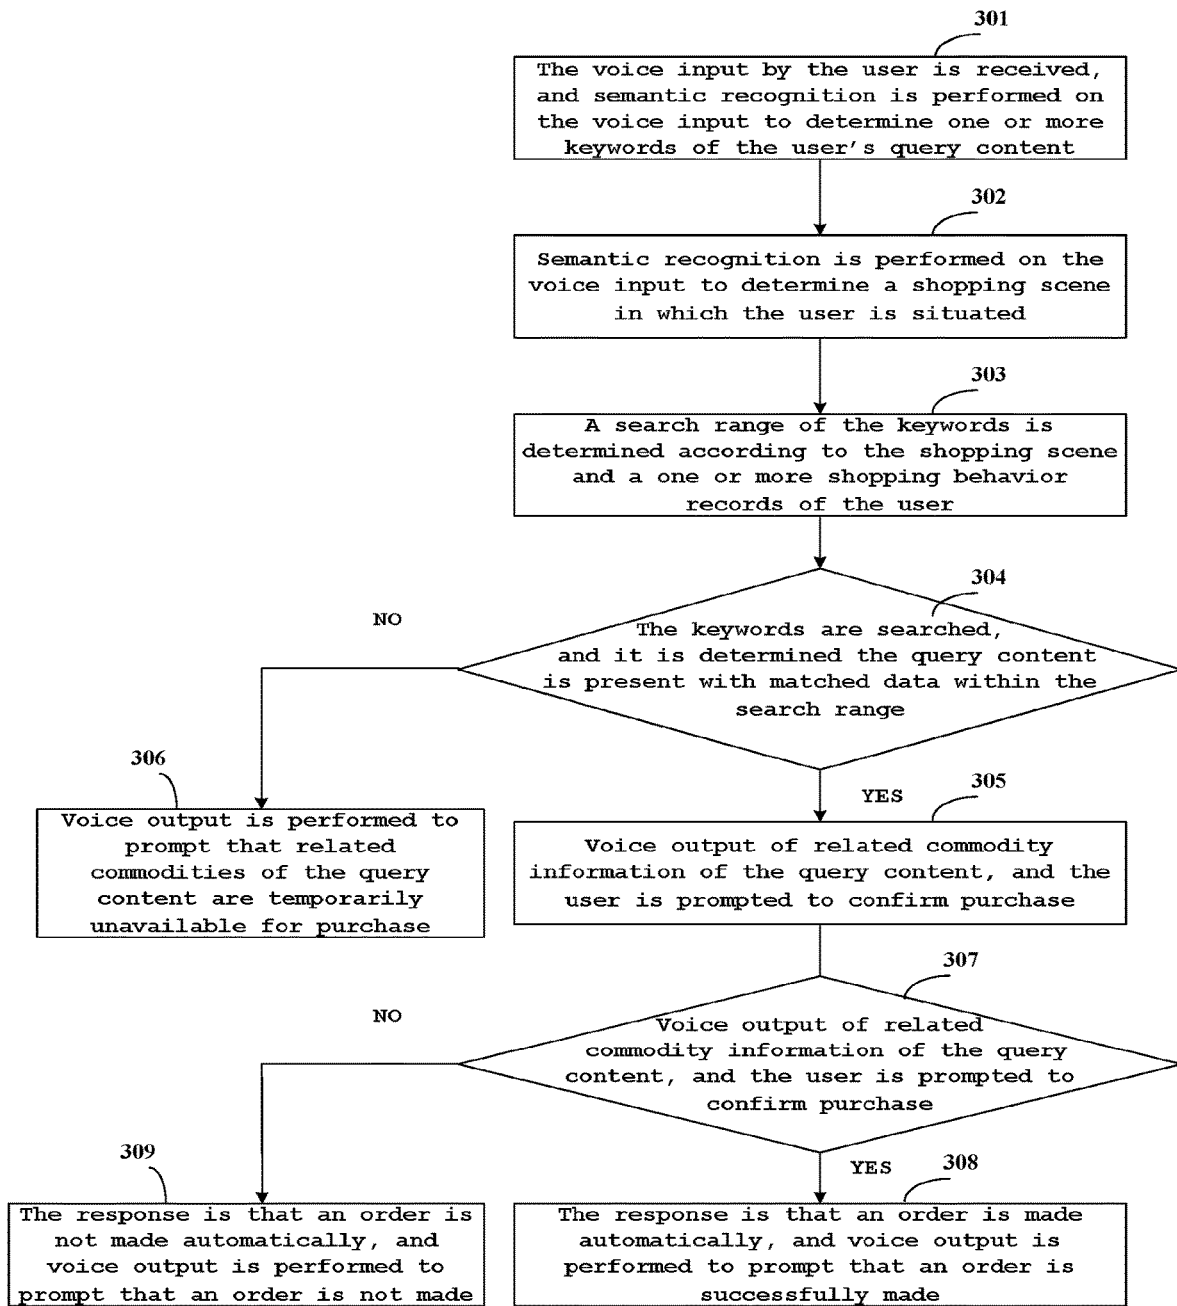 301
The voice input by the user is received,
and semantic recognition is performed on
the voice input to determine one or more
keywords of the user's query content
302
Semantic recognition is performed on the
voice input to determine a shopping scene
in which the user is situated
303
A search range of the keywords is
determined according to the shopping scene
and a one or more shopping behavior
records of the user
304
NO
The keywords are searched,
and it is determined the query content
is present with matched data within the
search range
306
YES
305
Voice output is performed to
prompt that related
commodities of the query
content are temporarily
unavailable for purchase
Voice output of related commodity
information of the query content, and the
user is prompted to confirm purchase
307
NO
Voice output of related
commodity information of the query
content, and the user is prompted to
confirm purchase
309
YES
308
The response is that an order is
not made automatically, and
voice output is performed to
prompt that an order is not made
The response is that an order is made
automatically, and voice output is
performed to prompt that an order is
successfully made